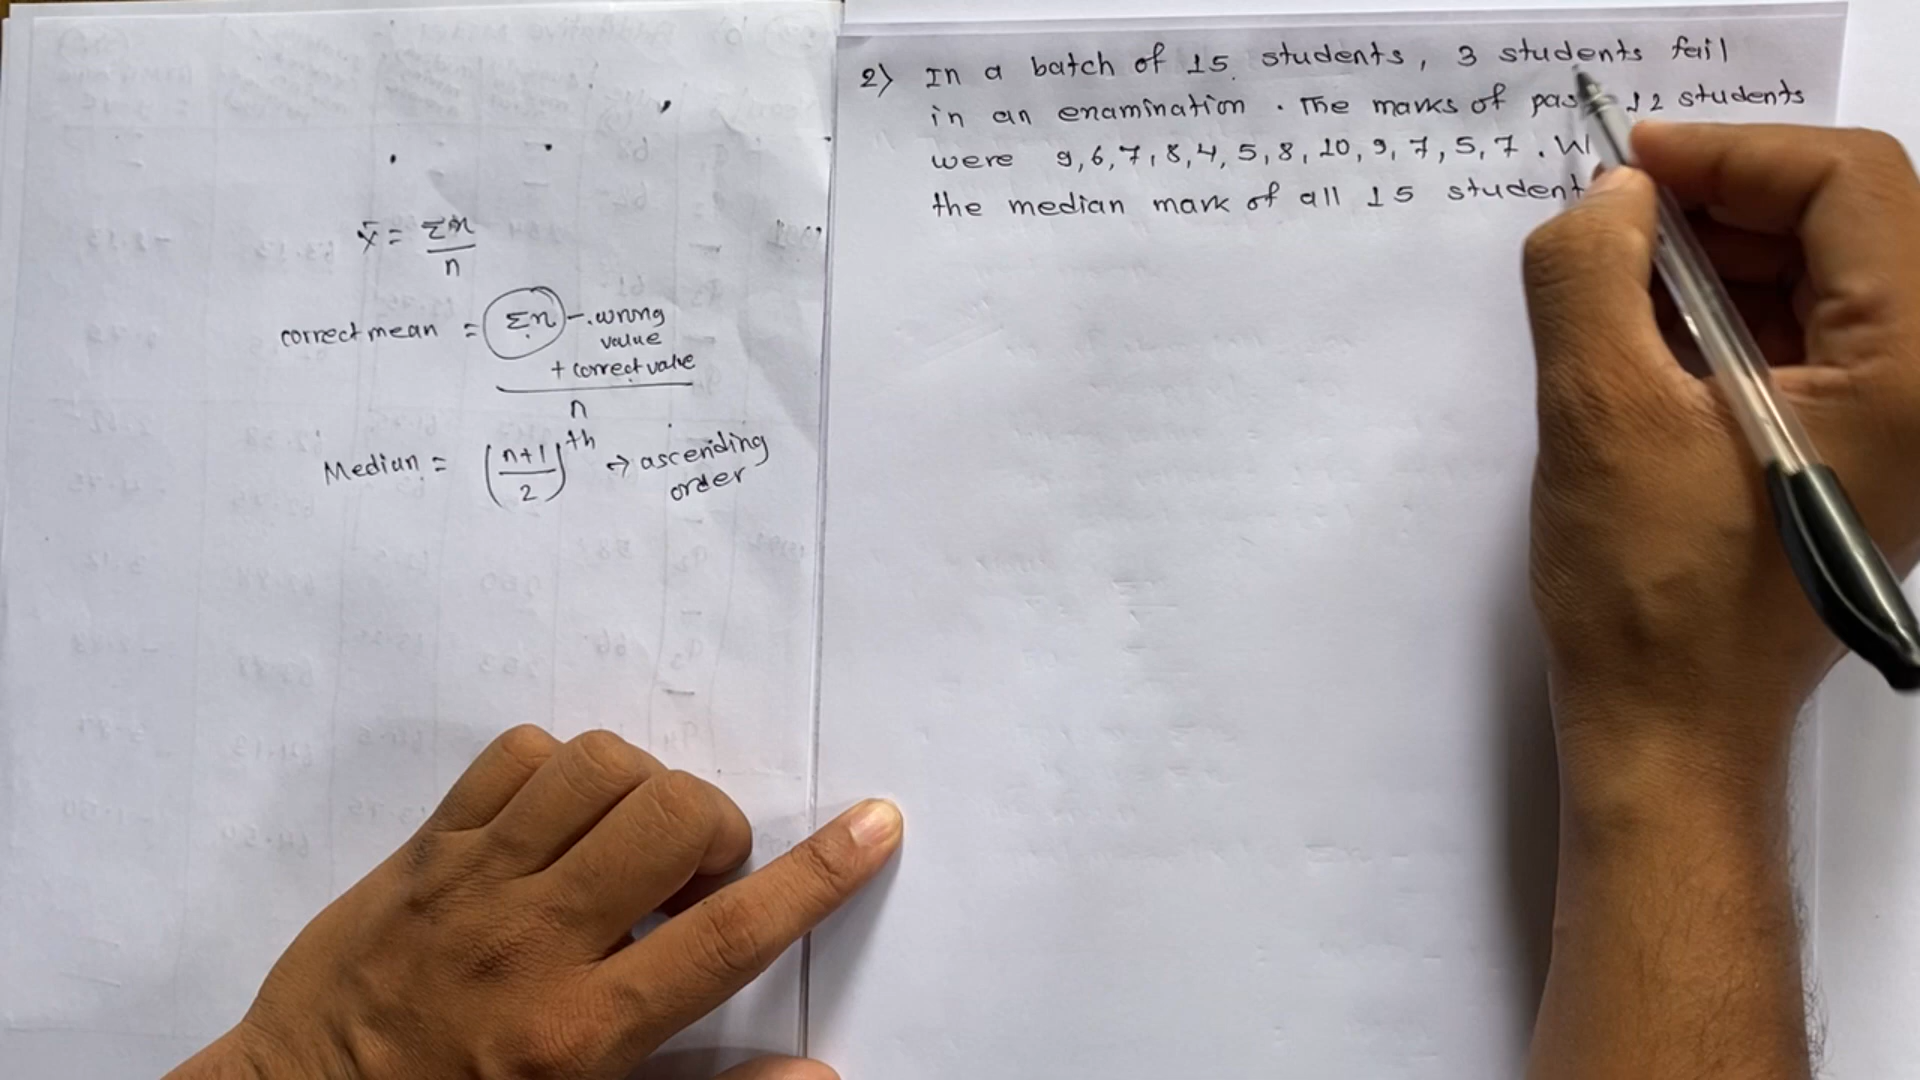 x̄ = Σx
n
correct mean = Σx - wrong
value
+ correct value
n
Median = (n+1/2)th → ascending
order
2) In a batch of 15 students, 3 students fail
in an examination. The marks of 12 students
were 9, 6, 7, 8, 4, 5, 8, 10, 9, 7, 5, 7.
the median mark of all 15